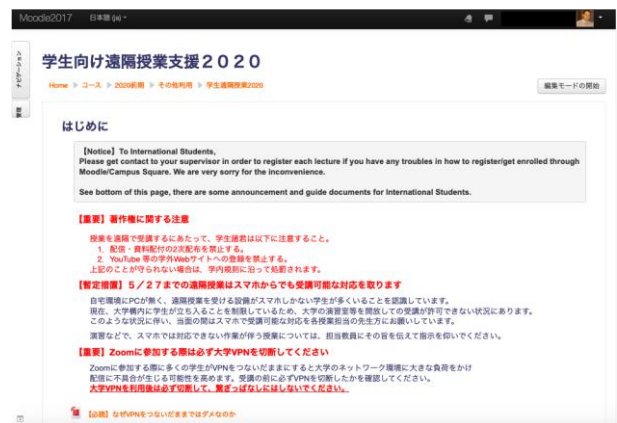 Moodle2017 日本語 (ja)
ナビゲーション
管理
学生向け遠隔授業支援2020
Home ▶ コース ▶ 2020前期 ▶ その他利用 ▶ 学生遠隔授業2020
編集モードの開始
はじめに
【Notice】To International Students,
Please get contact to your supervisor in order to register each lecture if you have any troubles in how to register/get enrolled through
Moodle/Campus Square. We are very sorry for the inconvenience.
See bottom of this page, there are some announcement and guide documents for International Students.
【重要】著作権に関する注意
授業を遠隔で受講するにあたって、学生諸君は以下に注意すること。
1. 配信・資料配付の2次配布を禁止する。
2. YouTube 等の学外Webサイトへの登録を禁止する。
上記のことが守られない場合は、学内規則に沿って処罰されます。
【暫定措置】5/27までの遠隔授業はスマホからでも受講可能な対応を取ります
自宅環境にPCが無く、遠隔授業を受ける設備がスマホしかない学生が多くいることを認識しています。
現在、大学構内に学生が立ち入ることを制限しているため、大学の演習室等を開放しての受講が許可できない状況にあります。
このような状況に伴い、当面の間はスマホで受講可能な対応を各授業担当の先生方にお願いしています。
演習などで、スマホでは対応できない作業が伴う授業については、担当教員にその旨を伝えて指示を仰いでください。
【重要】Zoomに参加する際は必ず大学VPNを切断してください
Zoomに参加する際に多くの学生がVPNをつないだままにすると大学のネットワーク環境に大きな負荷をかけ
配信に不具合が生じる可能性を高めます。受講の前に必ずVPNを切断したかを確認してください。
大学VPNを利用後は必ず切断して、繋ぎっぱなしにはしないでください。
【必読】なぜVPNをつないだままではダメなのか